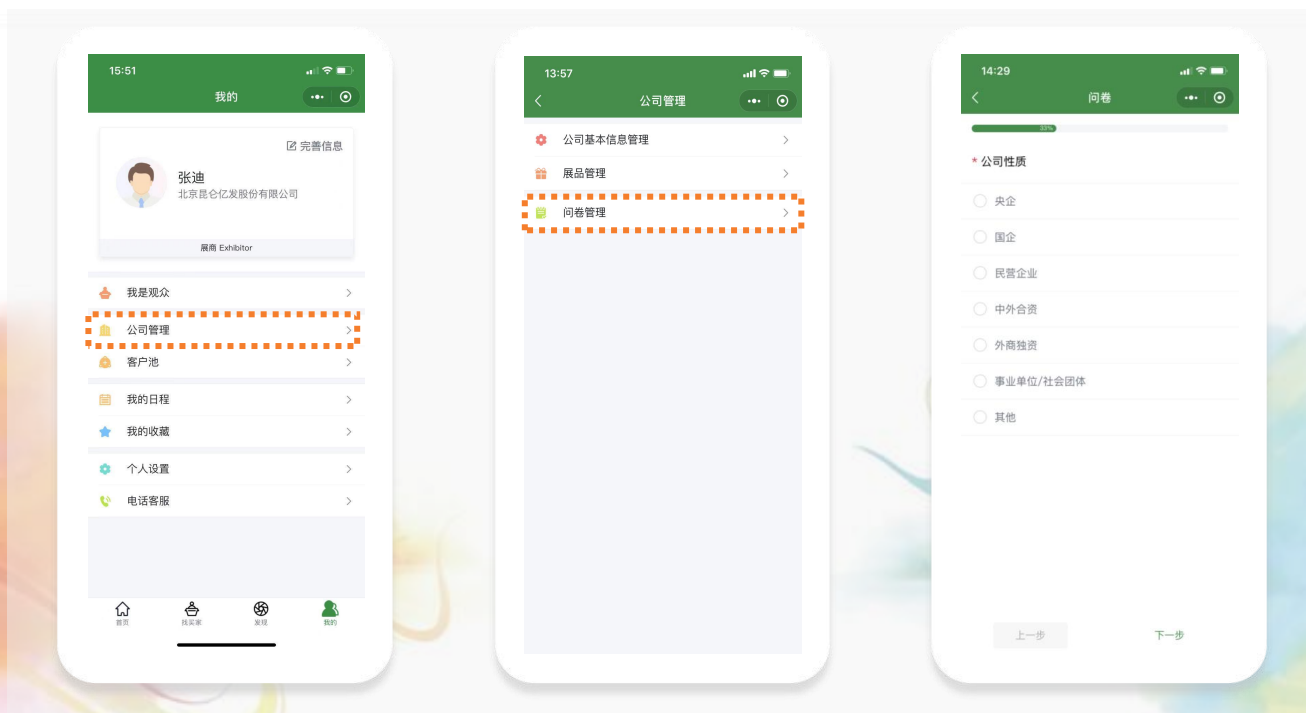 15:51
我的
完善信息
张迪
北京昆仑亿发股份有限公司
展商 Exhibitor
我是观众
公司管理
客户池
我的日程
我的收藏
个人设置
电话客服
首页
找买家
发现
我的
13:57
公司管理
公司基本信息管理
展品管理
问卷管理
14:29
问卷
33%
* 公司性质
央企
国企
民营企业
中外合资
外商独资
事业单位/社会团体
其他
上一步
下一步